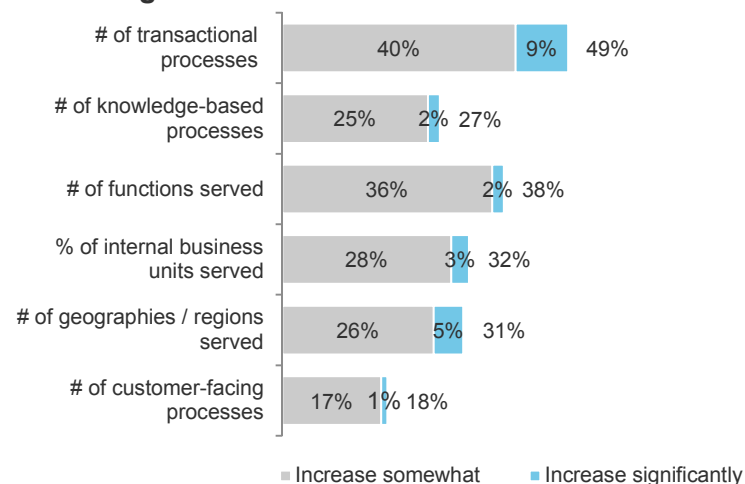 # of transactional
processes
40% 9% 49%
# of knowledge-based
processes
25% 2% 27%
# of functions served
36% 2% 38%
% of internal business
units served
28% 3% 32%
# of geographies / regions
served
26% 5% 31%
# of customer-facing
processes
17% 1% 18%
Increase somewhat
Increase significantly